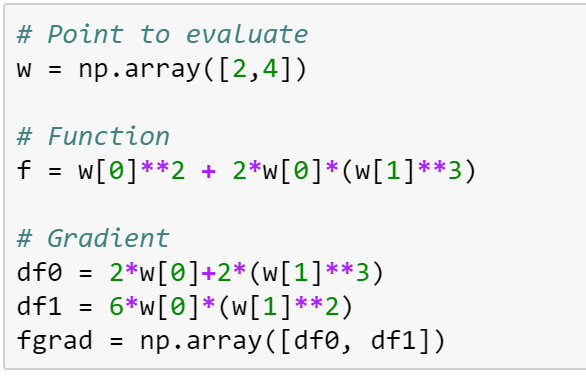 # Point to evaluate
w = np.array([2,4])
# Function
f = w[0]**2 + 2*w[0]*(w[1]**3)
# Gradient
df0 = 2*w[0]+2*(w[1]**3)
df1 = 6*w[0]*(w[1]**2)
fgrad = np.array([df0, df1])